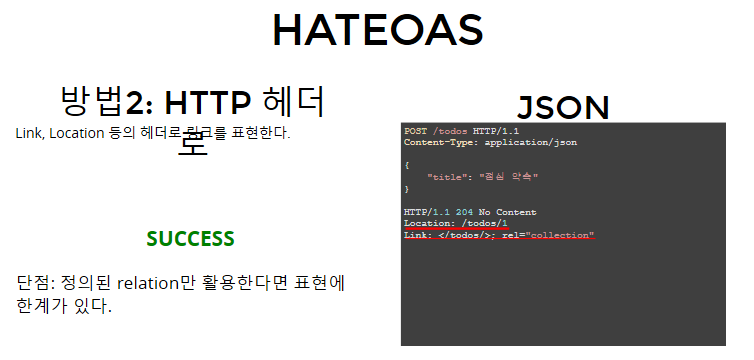 HATEOAS
방법2: HTTP 헤더
로
Link, Location 등의 헤더로 링크를 표현한다.
SUCCESS
단점: 정의된 relation만 활용한다면 표현에
한계가 있다.
JSON
POST /todos HTTP/1.1
Content-Type: application/json
{
"title": "점심 약속"
}
HTTP/1.1 204 No Content
Location: /todos/1
Link: </todos/>; rel="collection"